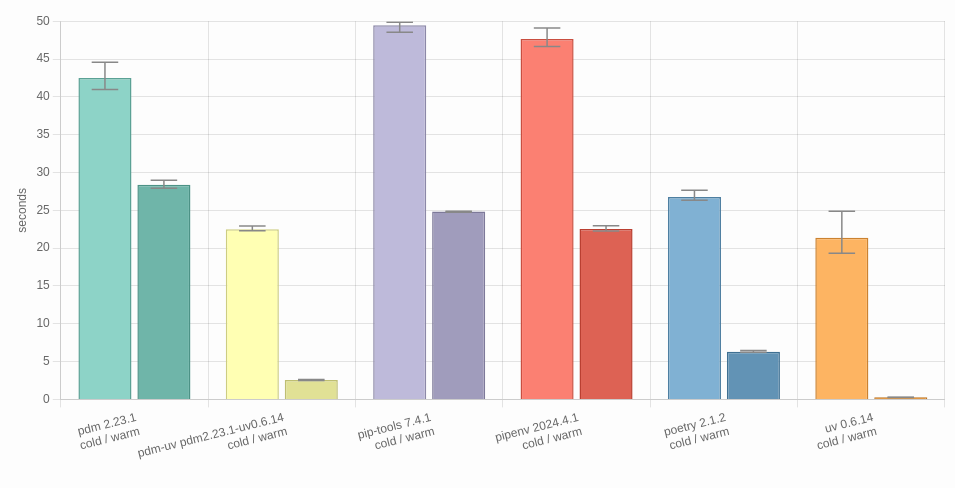 50
45
40
35
30
25
20
15
10
5
0
seconds
pdm 2.23.1
cold / warm
pdm-uv pdm2.23.1-uv0.6.14
cold / warm
pip-tools 7.4.1
cold / warm
pipenv 2024.4.1
cold / warm
poetry 2.1.2
cold / warm
uv 0.6.14
cold / warm